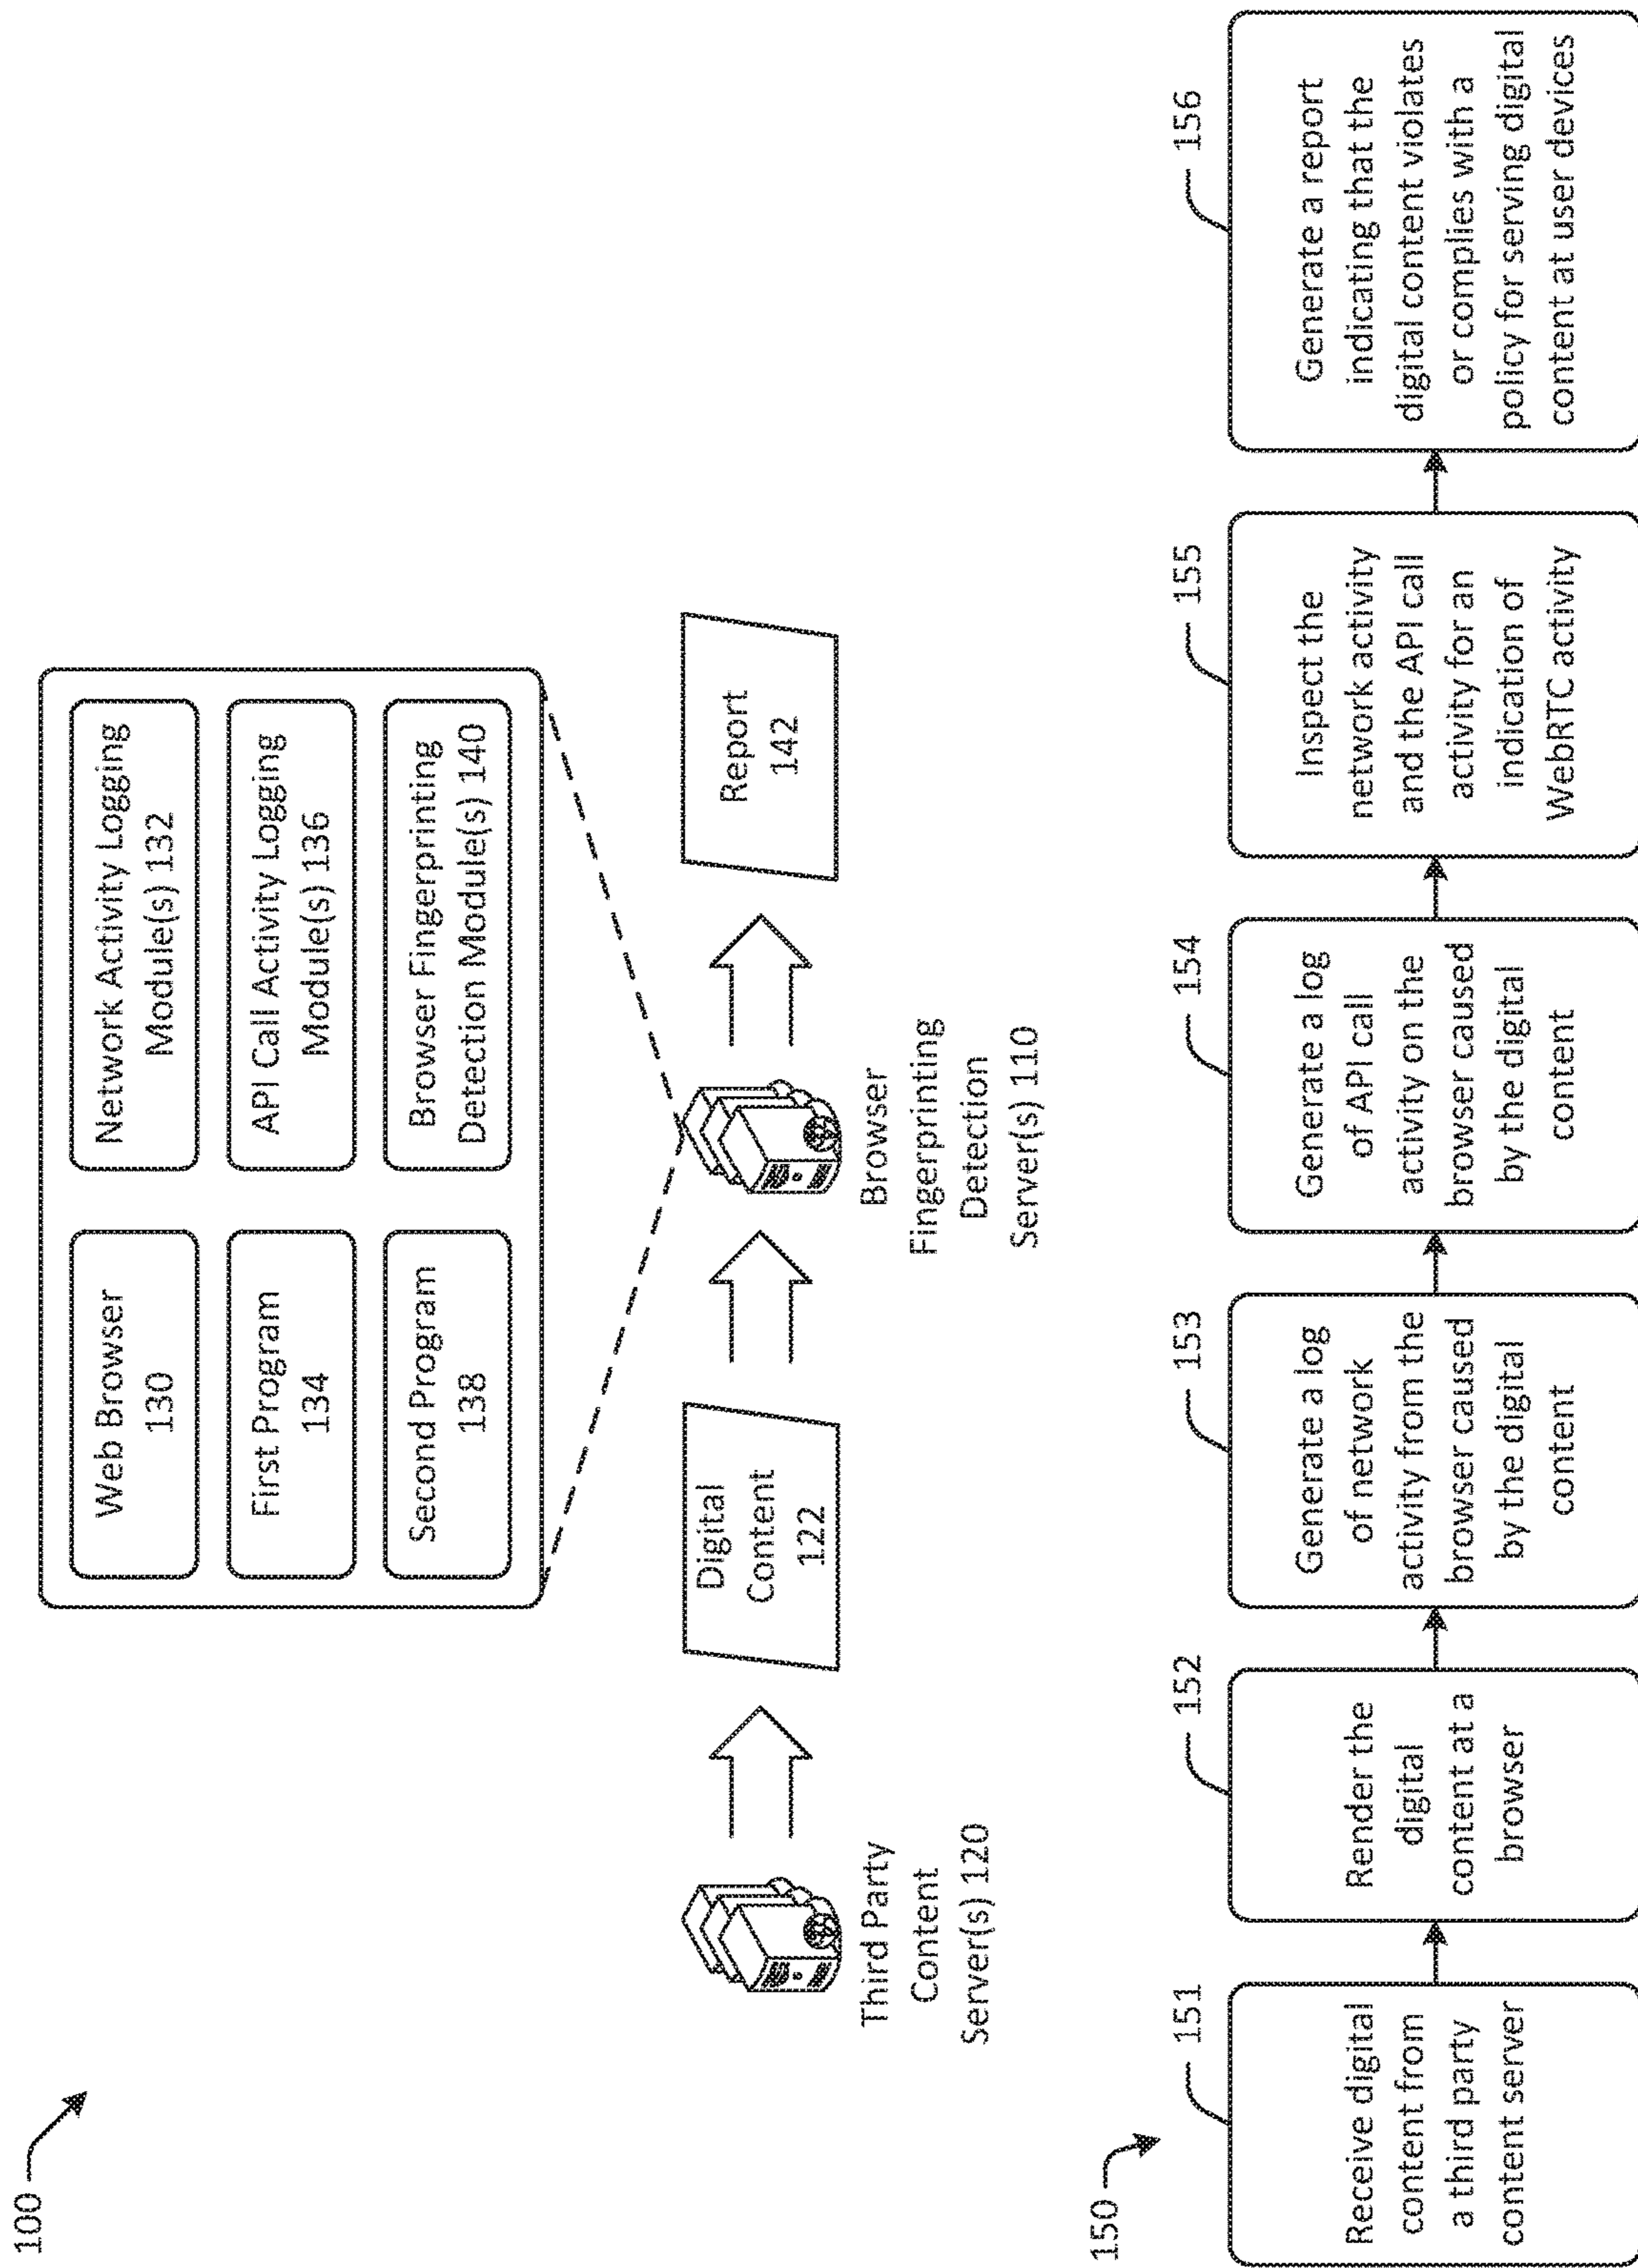 100
Web Browser
130
Network Activity Logging
Module(s) 132
First Program
134
API Call Activity Logging
Module(s) 136
Second Program
138
Browser Fingerprinting
Detection Module(s) 140
Third Party
Content
Server(s) 120
Digital
Content
122
Browser
Fingerprinting
Detection
Server(s) 110
Report
142
150
151
Receive digital
content from
a third party
content server
152
Render the
digital
content at a
browser
153
Generate a log
of network
activity from the
browser caused
by the digital
content
154
Generate a log
of API call
activity on the
browser caused
by the digital
content
155
Inspect the
network activity
and the API call
activity for an
indication of
WebRTC activity
156
Generate a report
indicating that the
digital content violates
or complies with a
policy for serving digital
content at user devices